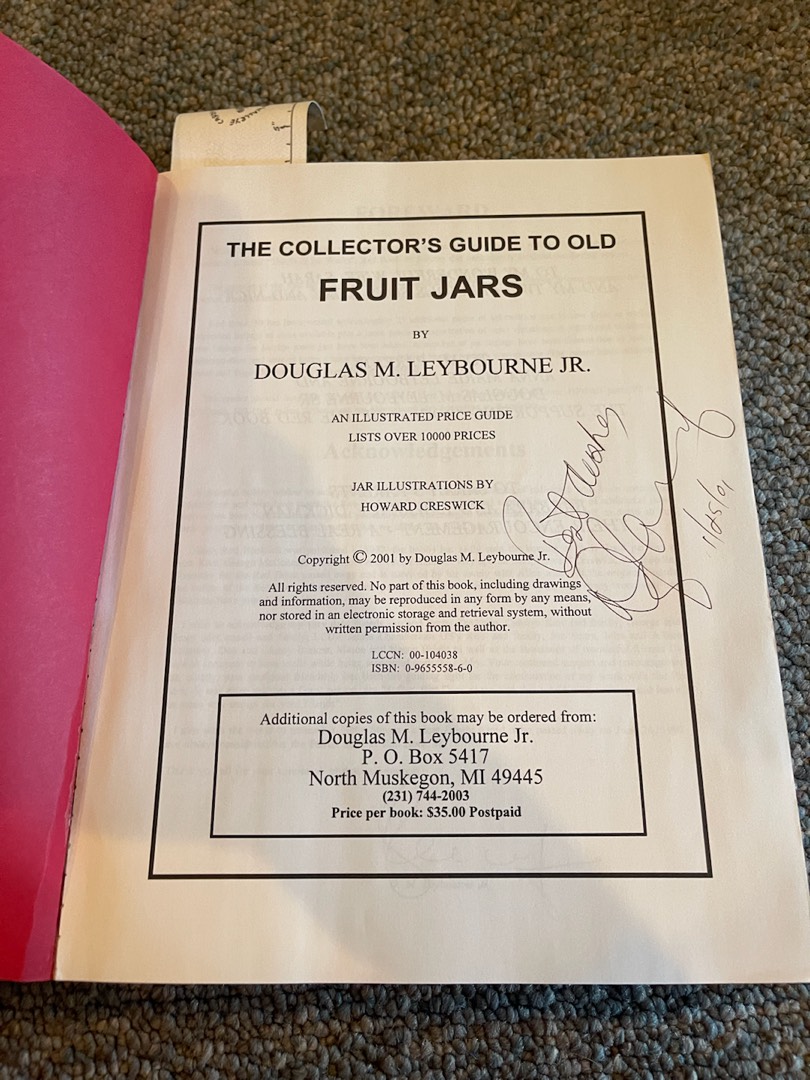 THE COLLECTOR'S GUIDE TO OLD
FRUIT JARS
BY
DOUGLAS M. LEYBOURNE JR.
AN ILLUSTRATED PRICE GUIDE
LISTS OVER 10000 PRICES
JAR ILLUSTRATIONS BY
HOWARD CRESWICK
Best Wishes
Copyright © 2001 by Douglas M. Leybourne, Jr.
All rights reserved. No part of this book, including drawings
and information, may be reproduced in any form by any means,
nor stored in an electronic storage and retrieval system, without
written permission from the author.
LCCN: 00-104038
ISBN: 0-9655558-6-0
Additional copies of this book may be ordered from:
Douglas M. Leybourne Jr.
P. O. Box 5417
North Muskegon, MI 49445
(231) 744-2003
Price per book: $35.00 Postpaid